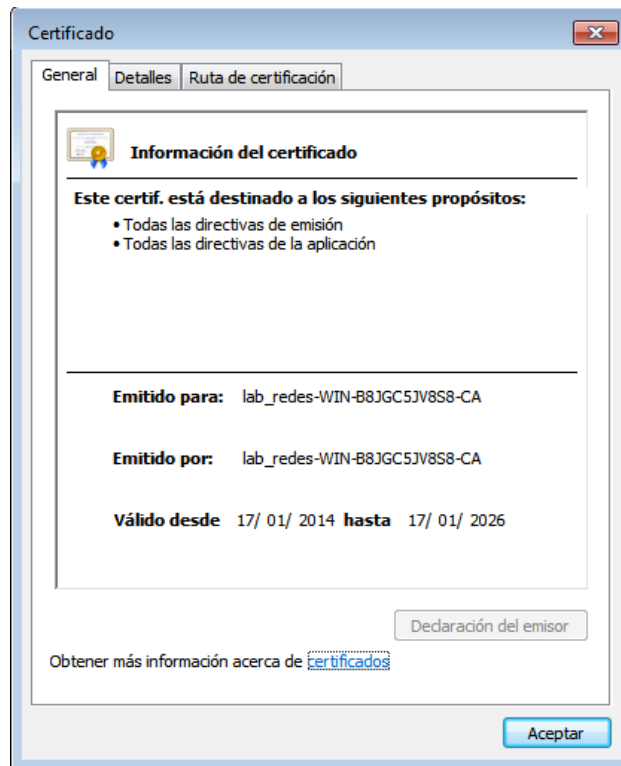 Certificado
General Detalles Ruta de certificación
Información del certificado
Este certif. está destinado a los siguientes propósitos:
• Todas las directivas de emisión
• Todas las directivas de la aplicación
Emitido para: lab_redes-WIN-B8JGC5JV8S8-CA
Emitido por: lab_redes-WIN-B8JGC5JV8S8-CA
Válido desde 17/ 01/ 2014 hasta 17/ 01/ 2026
Declaración del emisor
Obtener más información acerca de certificados
Aceptar